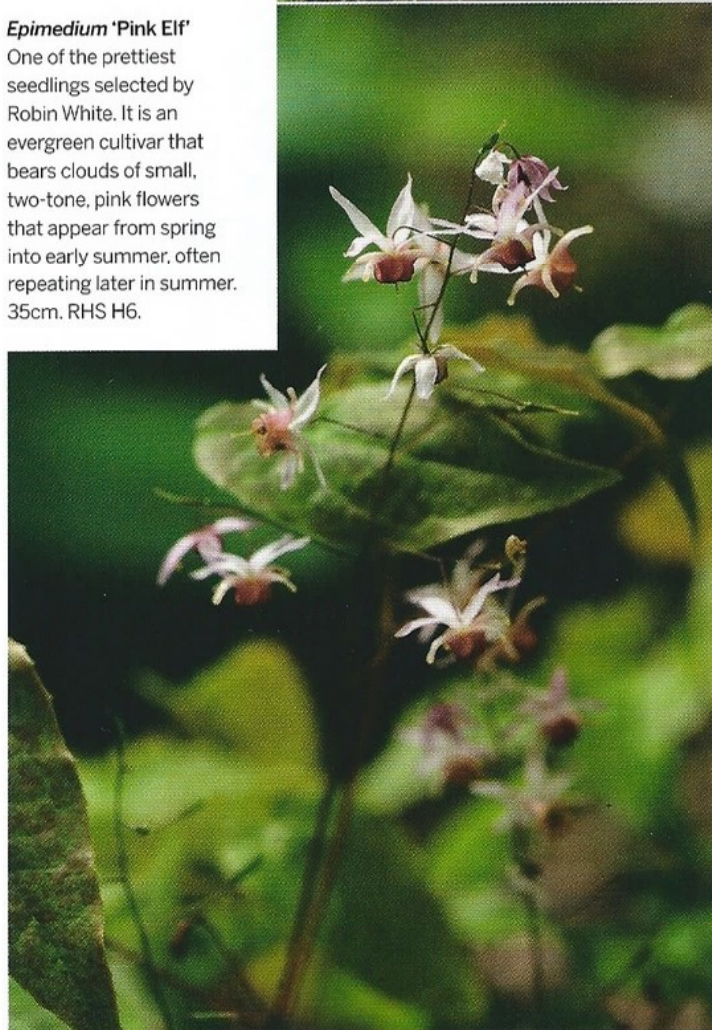 Epimedium ‘Pink Elf’
One of the prettiest
seedlings selected by
Robin White. It is an
evergreen cultivar that
bears clouds of small,
two-tone, pink flowers
that appear from spring
into early summer, often
repeating later in summer.
35cm. RHS H6.